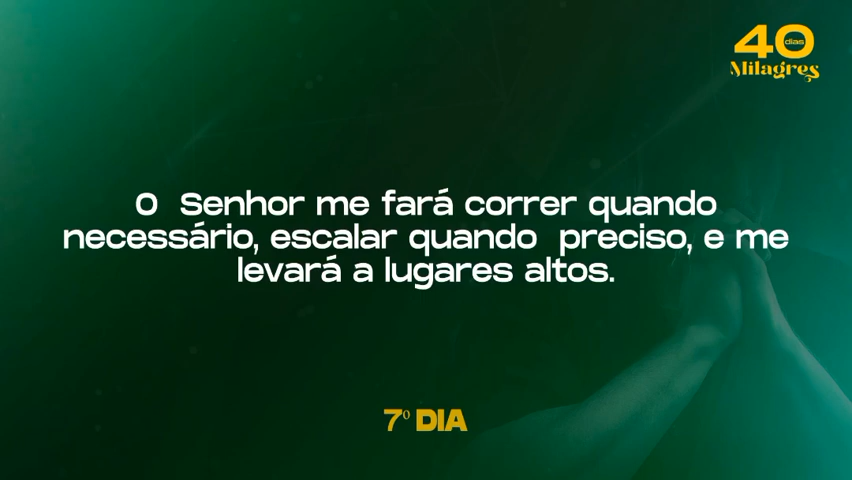 40
dias
Milagres
O Senhor me fará correr quando
necessário, escalar quando preciso, e me
levará a lugares altos.
7º DIA